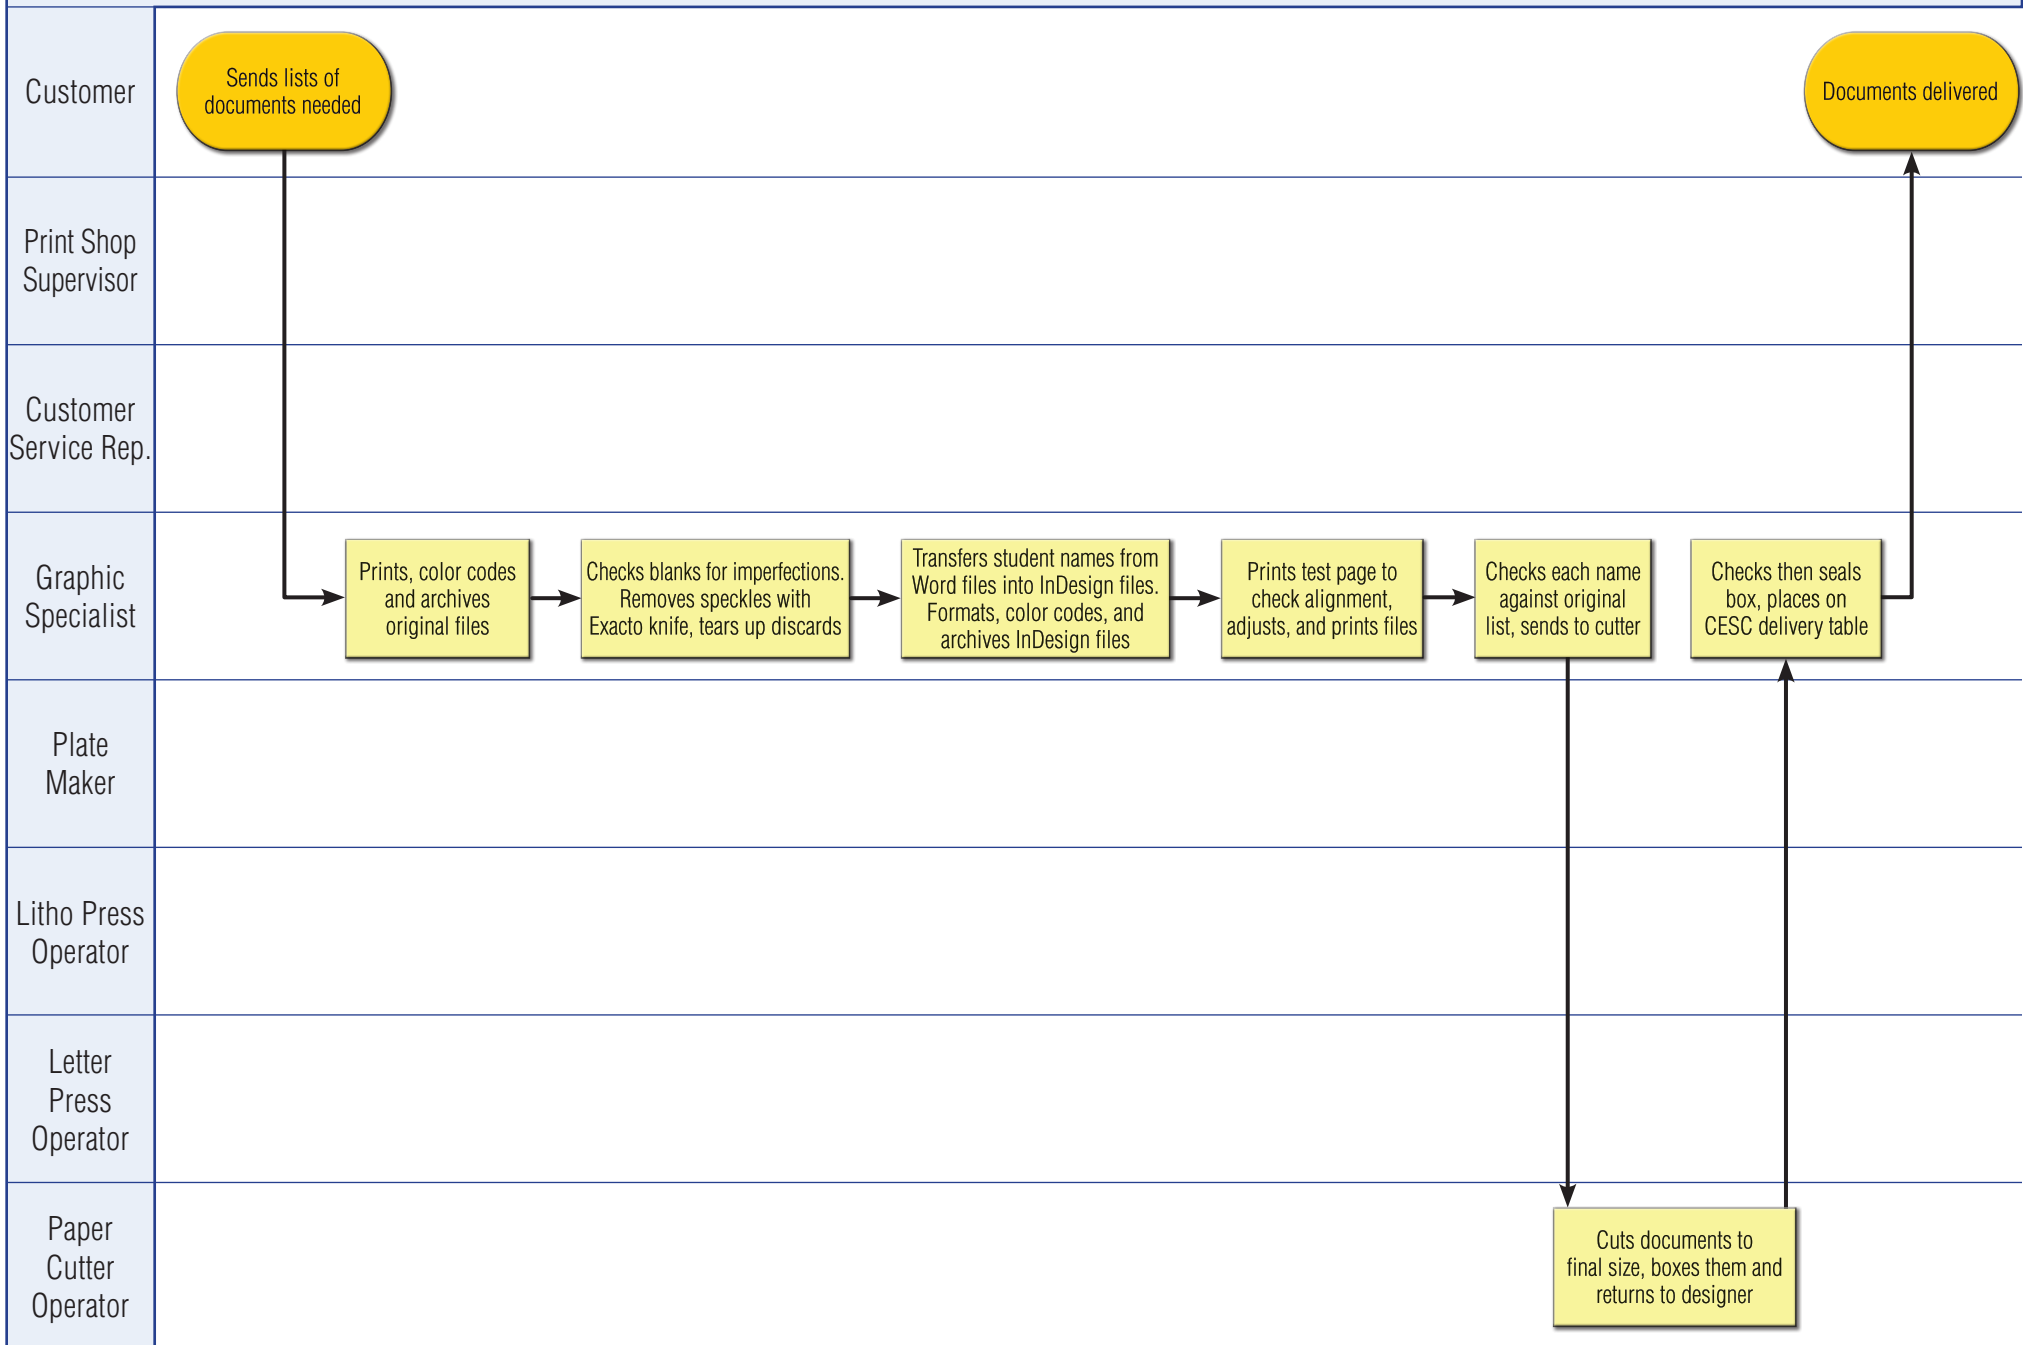 Customer
Sends lists of
documents needed
Documents delivered
Print Shop
Supervisor
Customer
Service Rep.
Graphic
Specialist
Prints, color codes
and archives
original files
Checks blanks for imperfections.
Removes speckles with
Exacto knife, tears up discards
Transfers student names from
Word files into InDesign files.
Formats, color codes, and
archives InDesign files
Prints test page to
check alignment,
adjusts, and prints files
Checks each name
against original
list, sends to cutter
Checks then seals
box, places on
CESC delivery table
Plate
Maker
Litho Press
Operator
Letter
Press
Operator
Paper
Cutter
Operator
Cuts documents to
final size, boxes them and
returns to designer